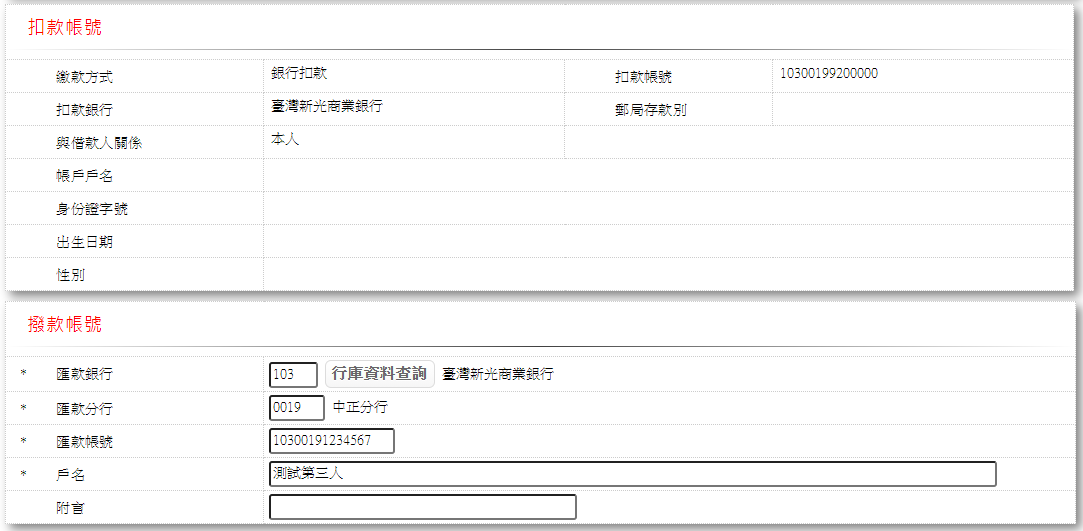 扣款帳號
繳款方式 銀行扣款 扣款帳號 10300199200000
扣款銀行 臺灣新光商業銀行 郵局存款別
與借款人關係 本人
帳戶戶名
身份證字號
出生日期
性別
撥款帳號
* 匯款銀行 103 行庫資料查詢 臺灣新光商業銀行
* 匯款分行 0019 中正分行
* 匯款帳號 10300191234567
* 戶名 測試第三人
附言